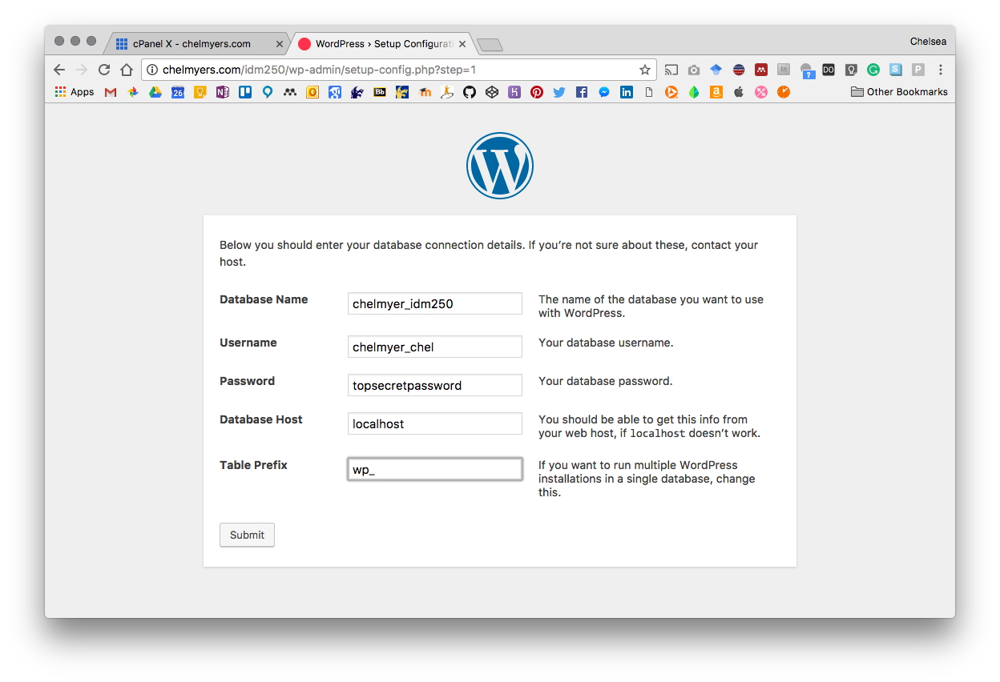 cPanel X - chelmyers.com
WordPress › Setup Configurati
Chelsea
chelmyers.com/idm250/wp-admin/setup-config.php?step=1
Apps
26
Bb
Other Bookmarks
Below you should enter your database connection details. If you’re not sure about these, contact your
host.
Database Name
chelmyer_idm250
The name of the database you want to use
with WordPress.
Username
chelmyer_chel
Your database username.
Password
topsecretpassword
Your database password.
Database Host
localhost
You should be able to get this info from
your web host, if localhost doesn’t work.
Table Prefix
wp_
If you want to run multiple WordPress
installations in a single database, change
this.
Submit